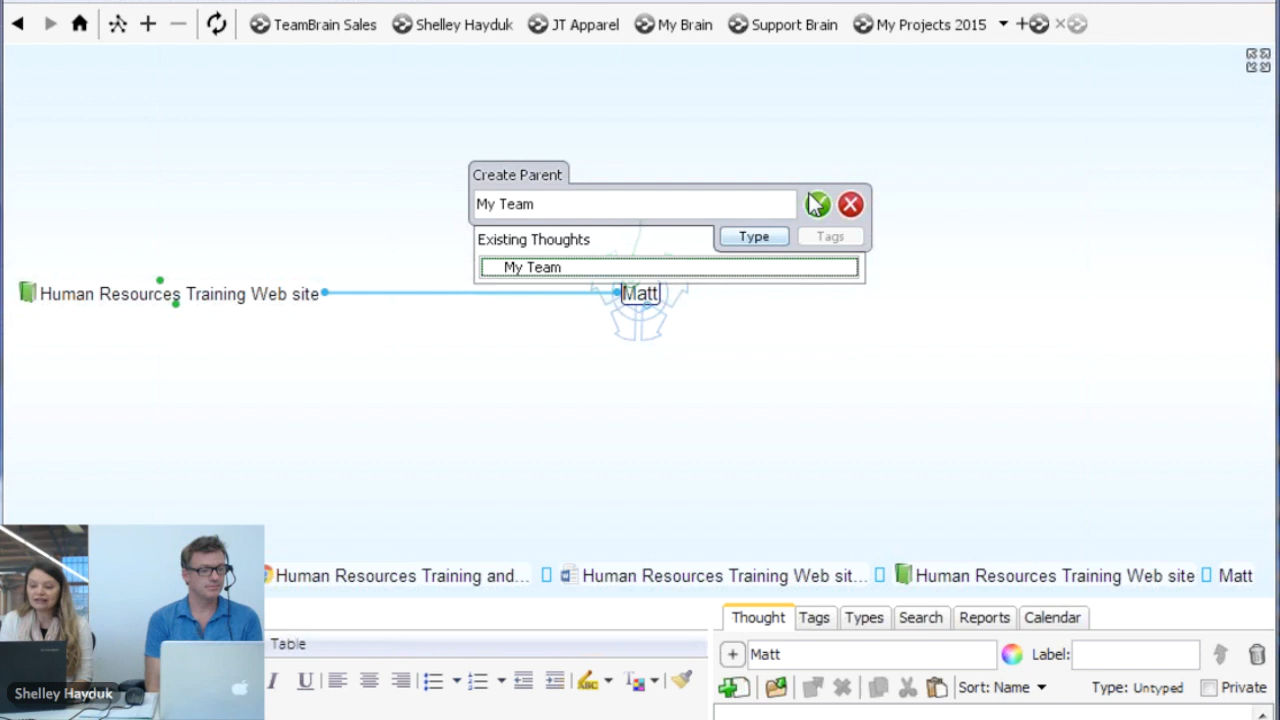 TeamBrain Sales
Shelley Hayduk
JT Apparel
My Brain
Support Brain
My Projects 2015
Create Parent
My Team
Existing Thoughts
Type
Tags
My Team
Human Resources Training Web site
Matt
Human Resources Training and...
Human Resources Training Web sit...
Human Resources Training Web site
Matt
Thought
Tags
Types
Search
Reports
Calendar
Table
Matt
Label:
I
U
abc
Sort: Name
Type: Untyped
Private
Shelley Hayduk